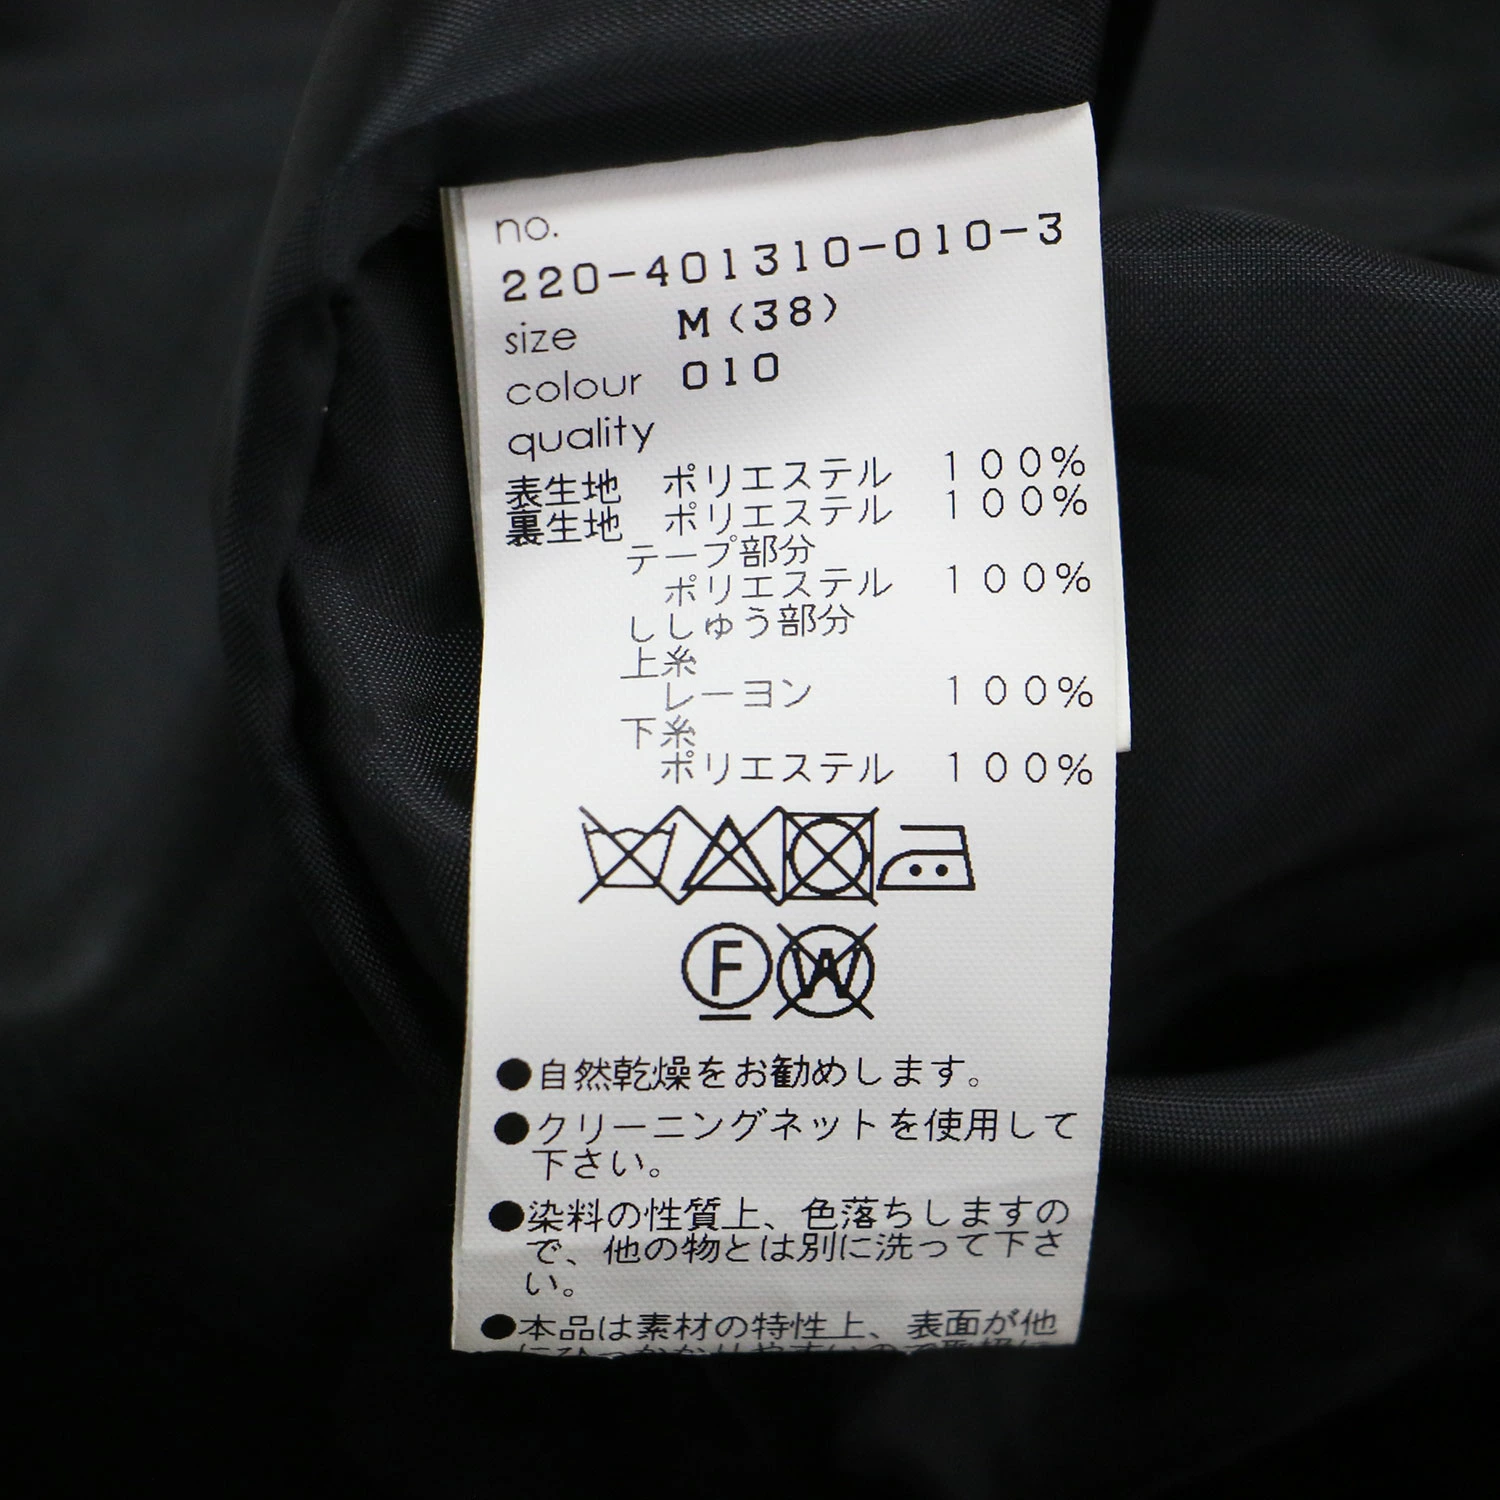 no.
220-401310-010-3
size M(38)
colour 010
quality
表生地 ポリエステル 100%
裏生地 ポリエステル 100%
テープ部分
ポリエステル 100%
ししゅう部分
上糸
レーヨン 100%
下糸
ポリエステル 100%
F W
●自然乾燥をお勧めします。
●クリーニングネットを使用して
下さい。
●染料の性質上、色落ちしますの
で、他の物とは別に洗って下さ
い。
●本品は素材の特性上、表面が他